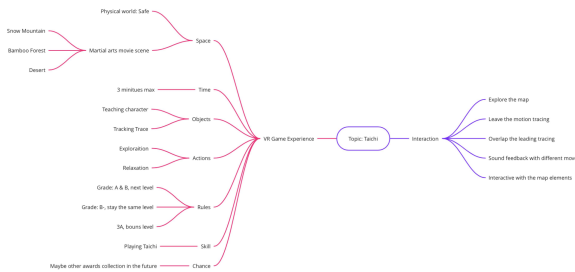 Physical world: Safe
Space
Snow Mountain
Bamboo Forest
Martial arts movie scene
Desert
3 mintues max
Time
Teaching character
Objects
Tracking Trace
Exploration
Actions
Relaxation
Grade: A & B, next level
Grade: B-, stay the same level
Rules
3A, bouns level
Playing Taichi
Skill
Maybe other awards collection in the future
Chance
VR Game Experience
Topic: Taichi
Interaction
Explore the map
Leave the motion tracing
Overlap the leading tracing
Sound feedback with different mov
Interactive with the map elements